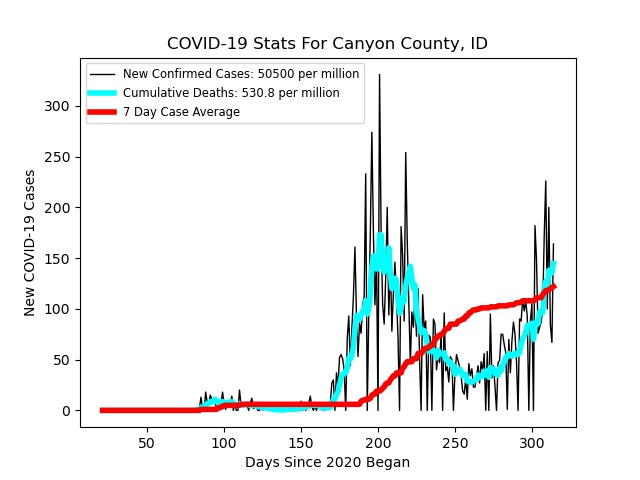 COVID-19 Stats For Canyon County, ID
New Confirmed Cases: 50500 per million
Cumulative Deaths: 530.8 per million
7 Day Case Average
New COVID-19 Cases
300
250
200
150
100
50
0
50 100 150 200 250 300
Days Since 2020 Began